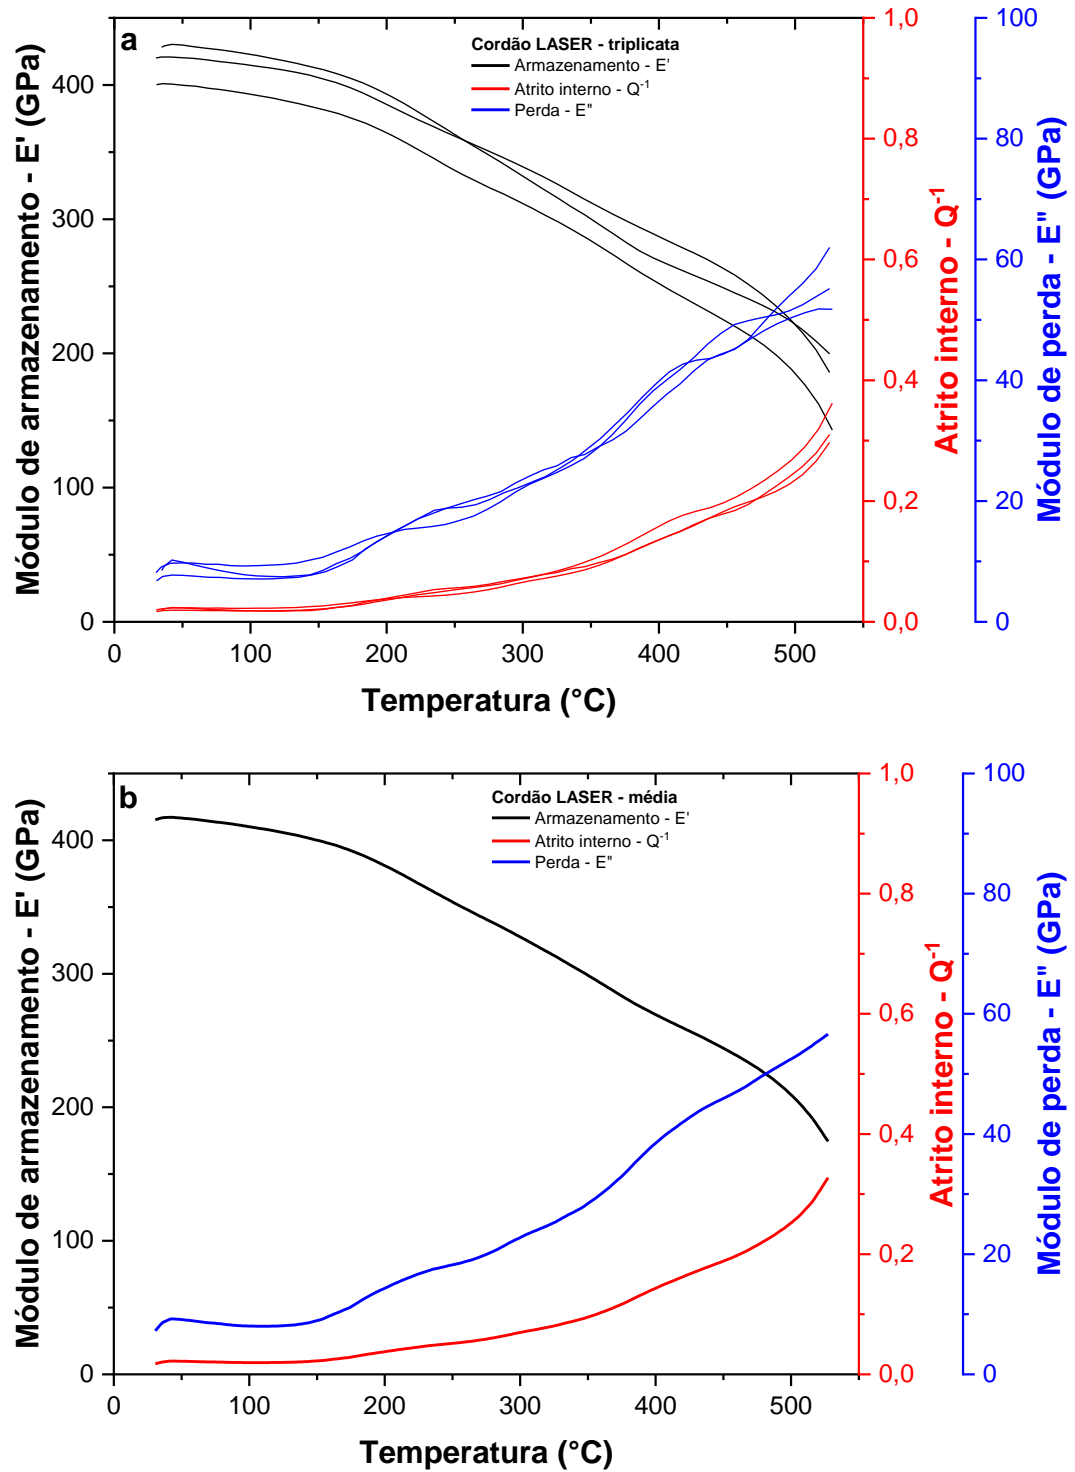 a
Cordão LASER - triplicata
Armazenamento - E'
Atrito interno - Q⁻¹
Perda - E"
Módulo de armazenamento - E' (GPa)
400
300
200
100
0
0 100 200 300 400 500
Temperatura (°C)
1,0
0,8
0,6
0,4
0,2
0,0
Atrito interno - Q⁻¹
100
80
60
40
20
0
Módulo de perda - E" (GPa)
b
Cordão LASER - média
Armazenamento - E'
Atrito interno - Q⁻¹
Perda - E"
Módulo de armazenamento - E' (GPa)
400
300
200
100
0
0 100 200 300 400 500
Temperatura (°C)
1,0
0,8
0,6
0,4
0,2
0,0
Atrito interno - Q⁻¹
100
80
60
40
20
0
Módulo de perda - E" (GPa)